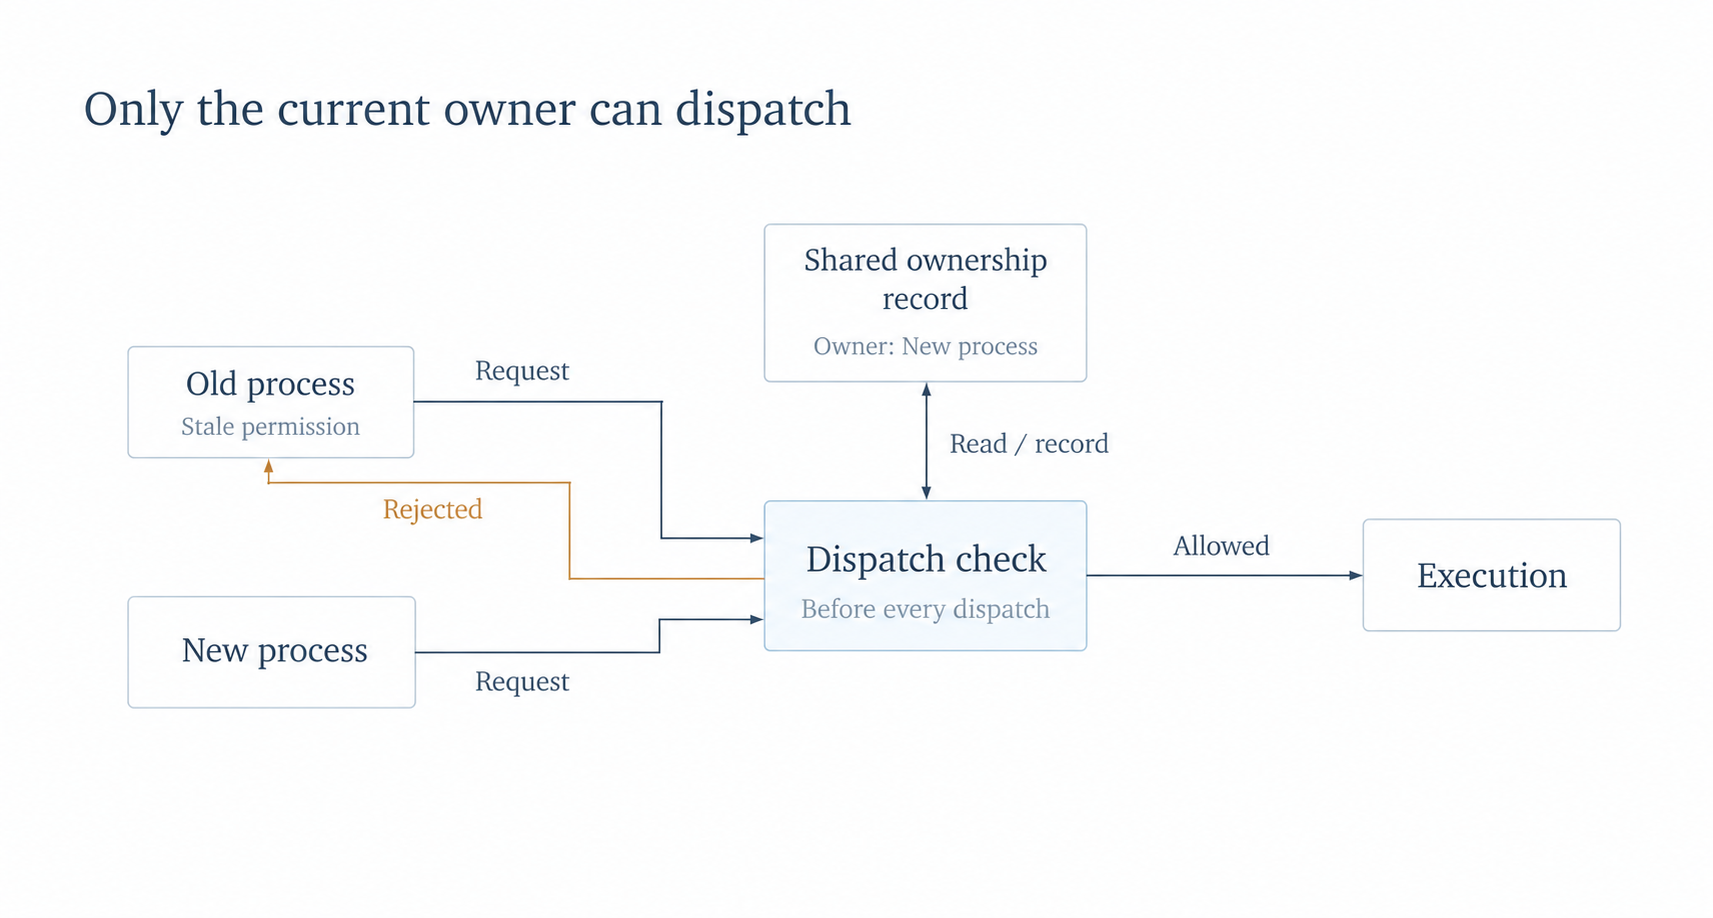 Only the current owner can dispatch
Shared ownership
record
Owner: New process
Old process
Stale permission
Request
Read / record
Rejected
Dispatch check
Before every dispatch
Allowed
Execution
New process
Request